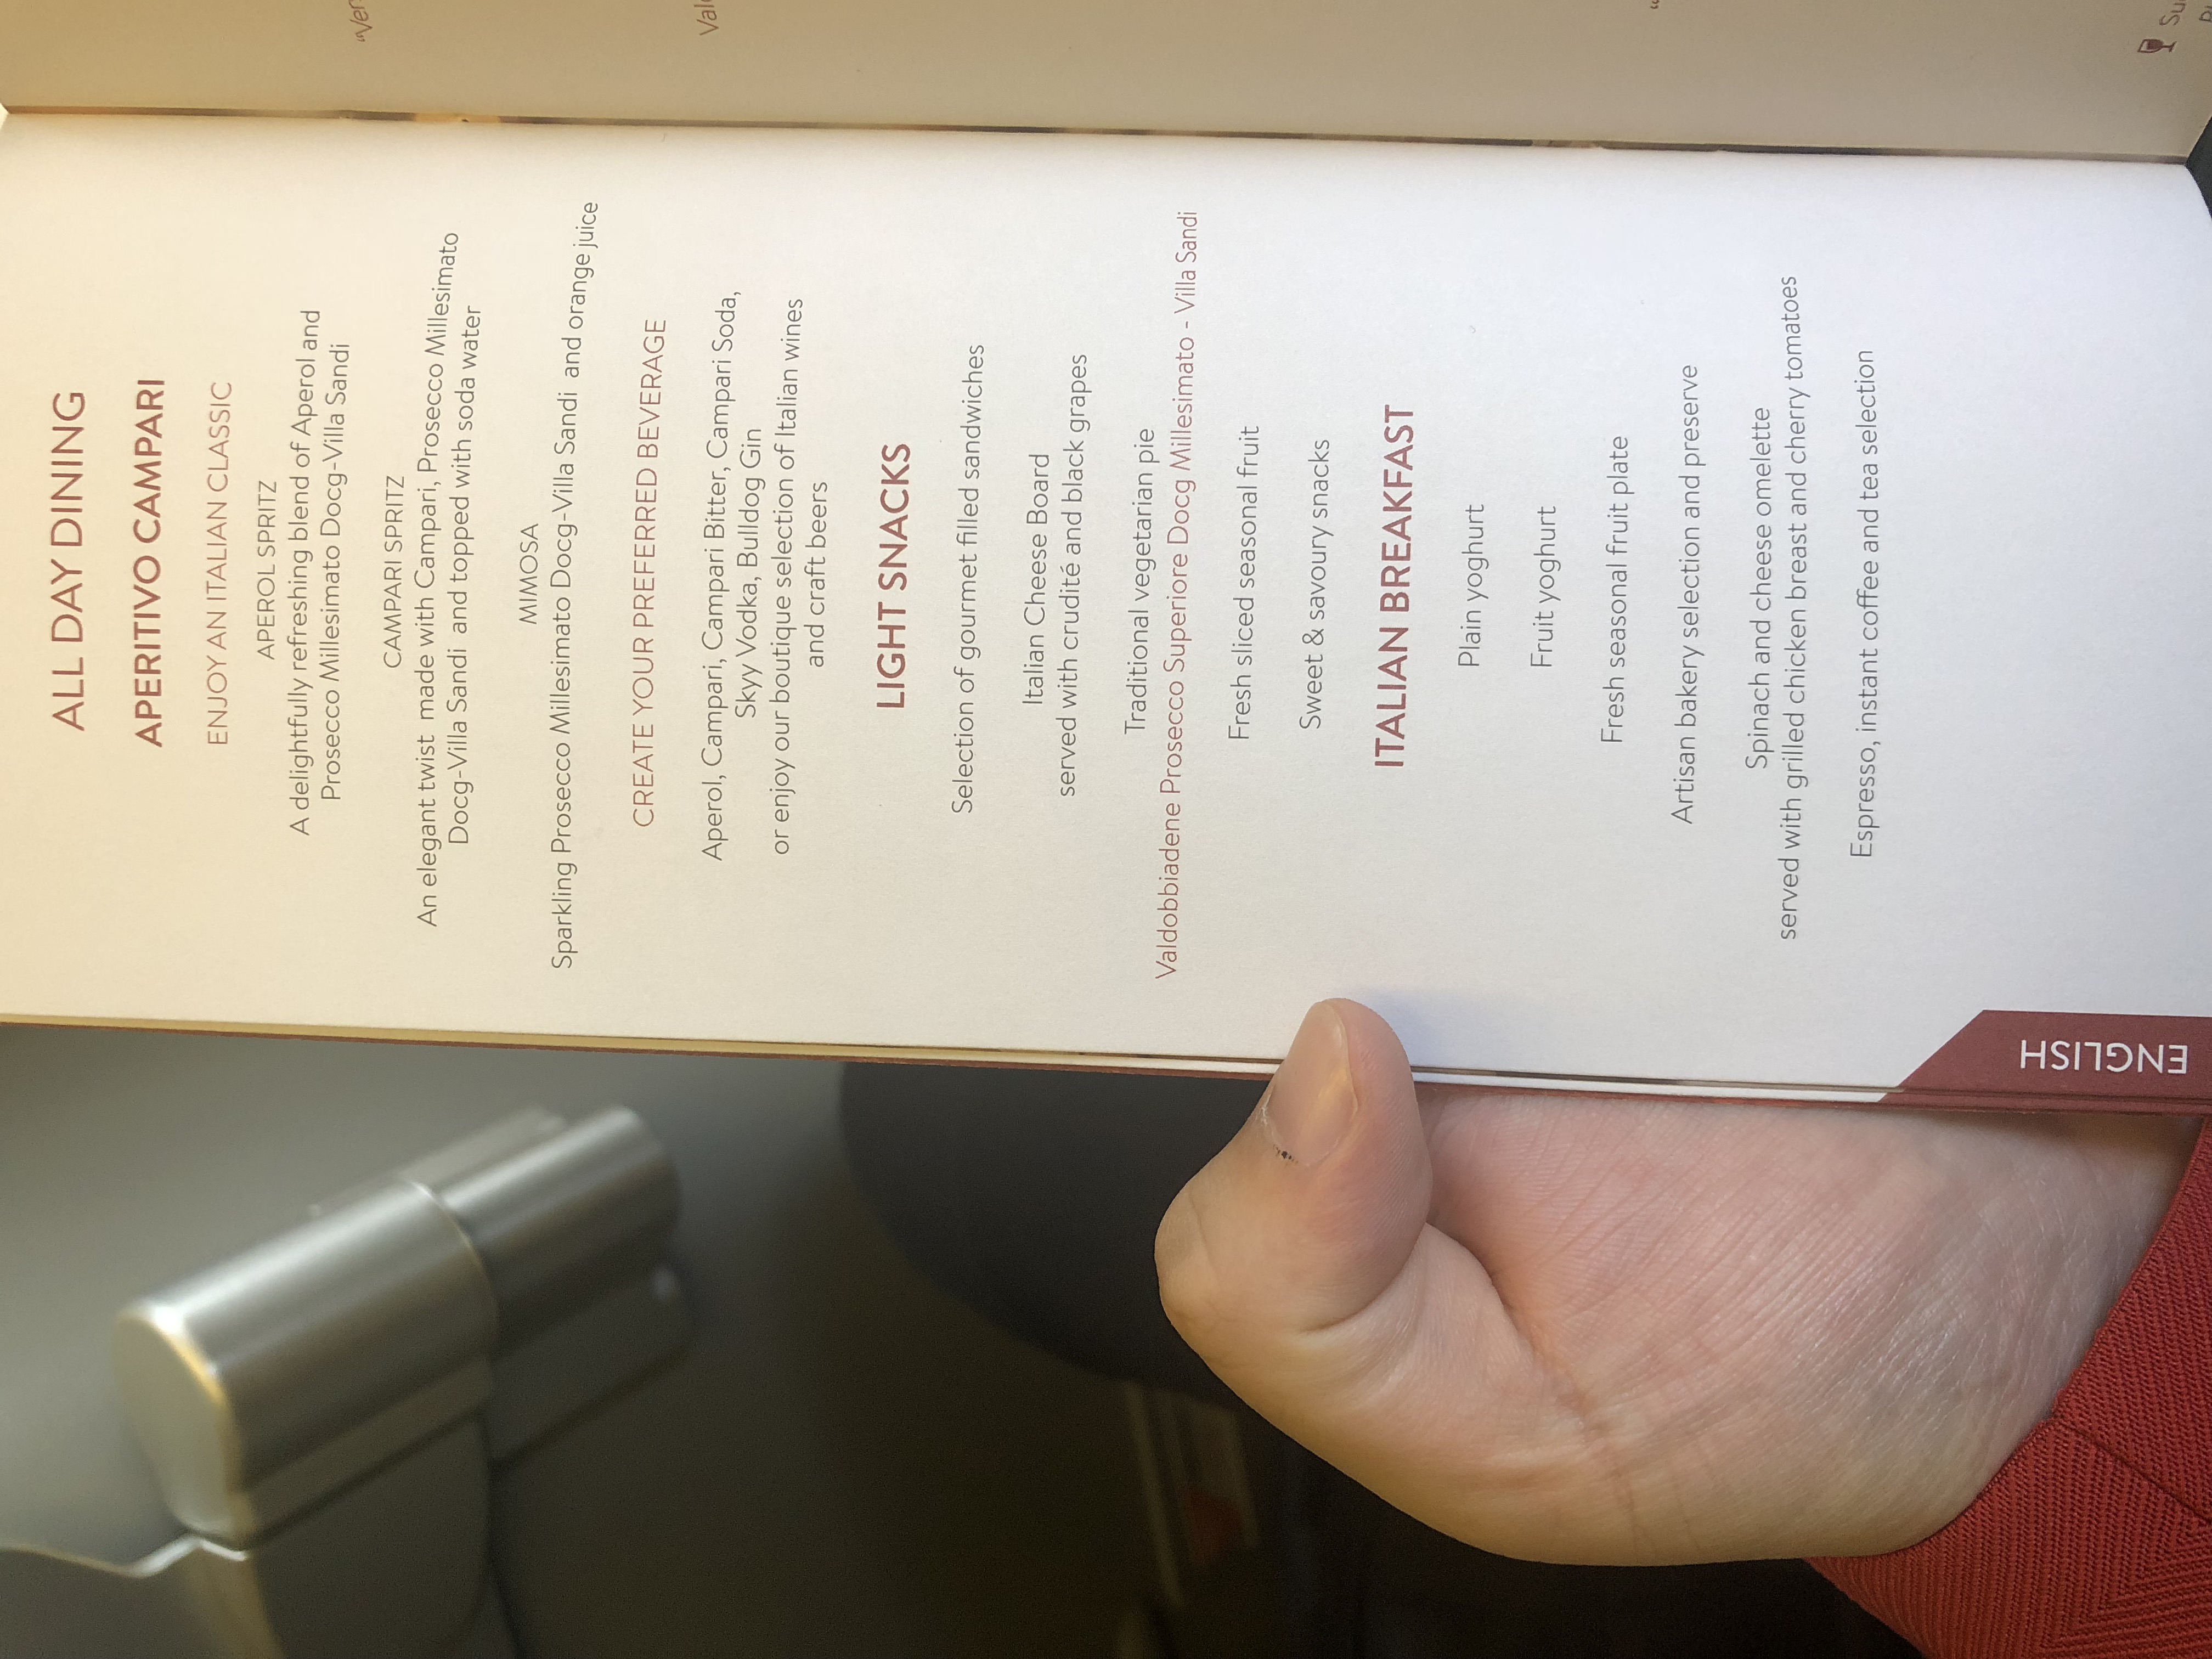 ALL DAY DINING
APERITIVO CAMPARI
ENJOY AN ITALIAN CLASSIC
APEROL SPRITZ
A delightfully refreshing blend of Aperol and
Prosecco Millesimato Docg-Villa Sandi
CAMPARI SPRITZ
An elegant twist made with Campari, Prosecco Millesimato
Docg-Villa Sandi and topped with soda water
MIMOSA
Sparkling Prosecco Millesimato Docg-Villa Sandi and orange juice
CREATE YOUR PREFERRED BEVERAGE
Aperol, Campari, Campari Bitter, Campari Soda,
Skyy Vodka, Bulldog Gin
or enjoy our boutique selection of Italian wines
and craft beers
LIGHT SNACKS
Selection of gourmet filled sandwiches
Italian Cheese Board
served with crudité and black grapes
Traditional vegetarian pie
Valdobbiadene Prosecco Superiore Docg Millesimato - Villa Sandi
Fresh sliced seasonal fruit
Sweet & savoury snacks
ITALIAN BREAKFAST
Plain yoghurt
Fruit yoghurt
Fresh seasonal fruit plate
Artisan bakery selection and preserve
Spinach and cheese omelette
served with grilled chicken breast and cherry tomatoes
Espresso, instant coffee and tea selection
ENGLISH